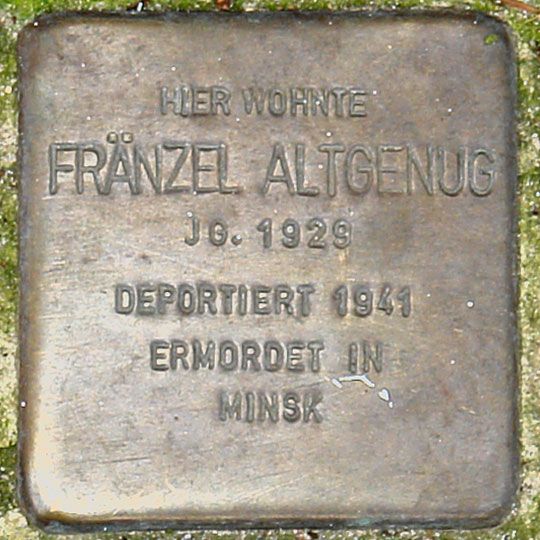 HIER WOHNTE
FRÄNZEL ALTGENUG
JG. 1929
DEPORTIERT 1941
ERMORDET IN
MINSK